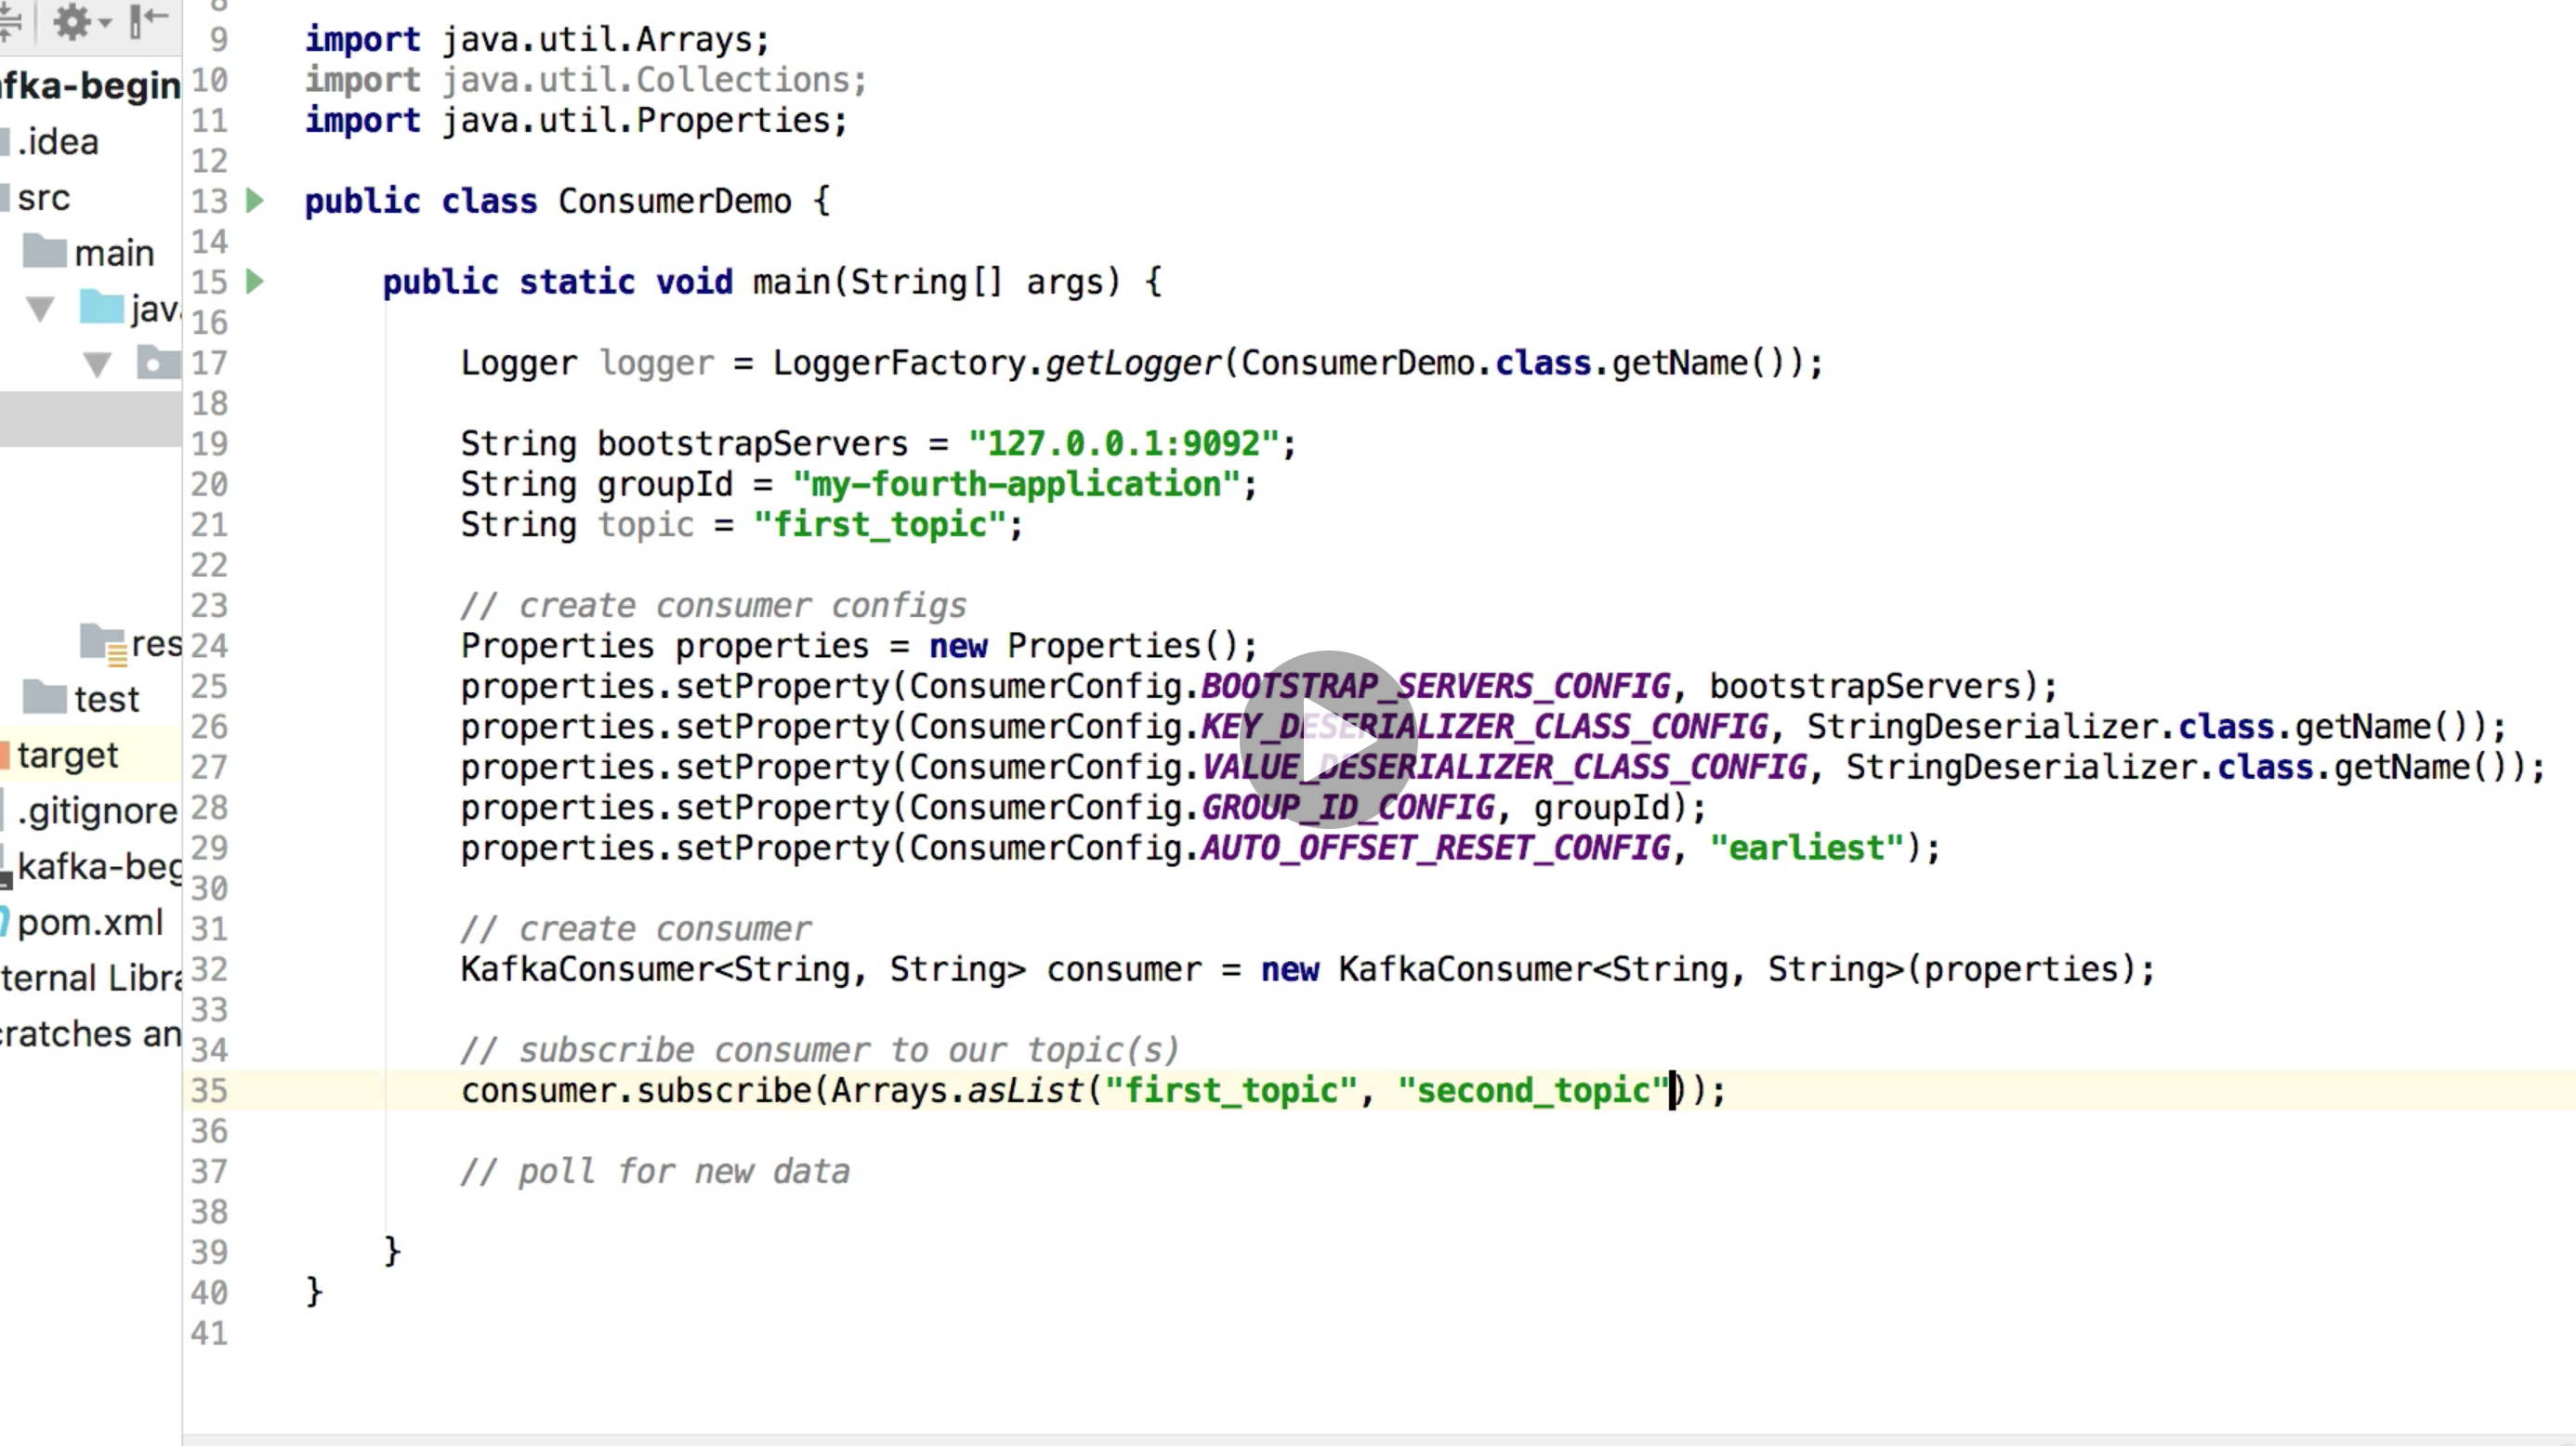 fka-begin
.idea
src
main
jav
res
test
target
.gitignore
kafka-beg
pom.xml
ternal Libra
cratches an
8
9 import java.util.Arrays;
10 import java.util.Collections;
11 import java.util.Properties;
12
13 public class ConsumerDemo {
14
15 public static void main(String[] args) {
16
17 Logger logger = LoggerFactory.getLogger(ConsumerDemo.class.getName());
18
19 String bootstrapServers = "127.0.0.1:9092";
20 String groupId = "my-fourth-application";
21 String topic = "first_topic";
22
23 // create consumer configs
24 Properties properties = new Properties();
25 properties.setProperty(ConsumerConfig.BOOTSTRAP_SERVERS_CONFIG, bootstrapServers);
26 properties.setProperty(ConsumerConfig.KEY_DESERIALIZER_CLASS_CONFIG, StringDeserializer.class.getName());
27 properties.setProperty(ConsumerConfig.VALUE_DESERIALIZER_CLASS_CONFIG, StringDeserializer.class.getName());
28 properties.setProperty(ConsumerConfig.GROUP_ID_CONFIG, groupId);
29 properties.setProperty(ConsumerConfig.AUTO_OFFSET_RESET_CONFIG, "earliest");
30
31 // create consumer
32 KafkaConsumer<String, String> consumer = new KafkaConsumer<String, String>(properties);
33
34 // subscribe consumer to our topic(s)
35 consumer.subscribe(Arrays.asList("first_topic", "second_topic"));
36
37 // poll for new data
38
39 }
40 }
41